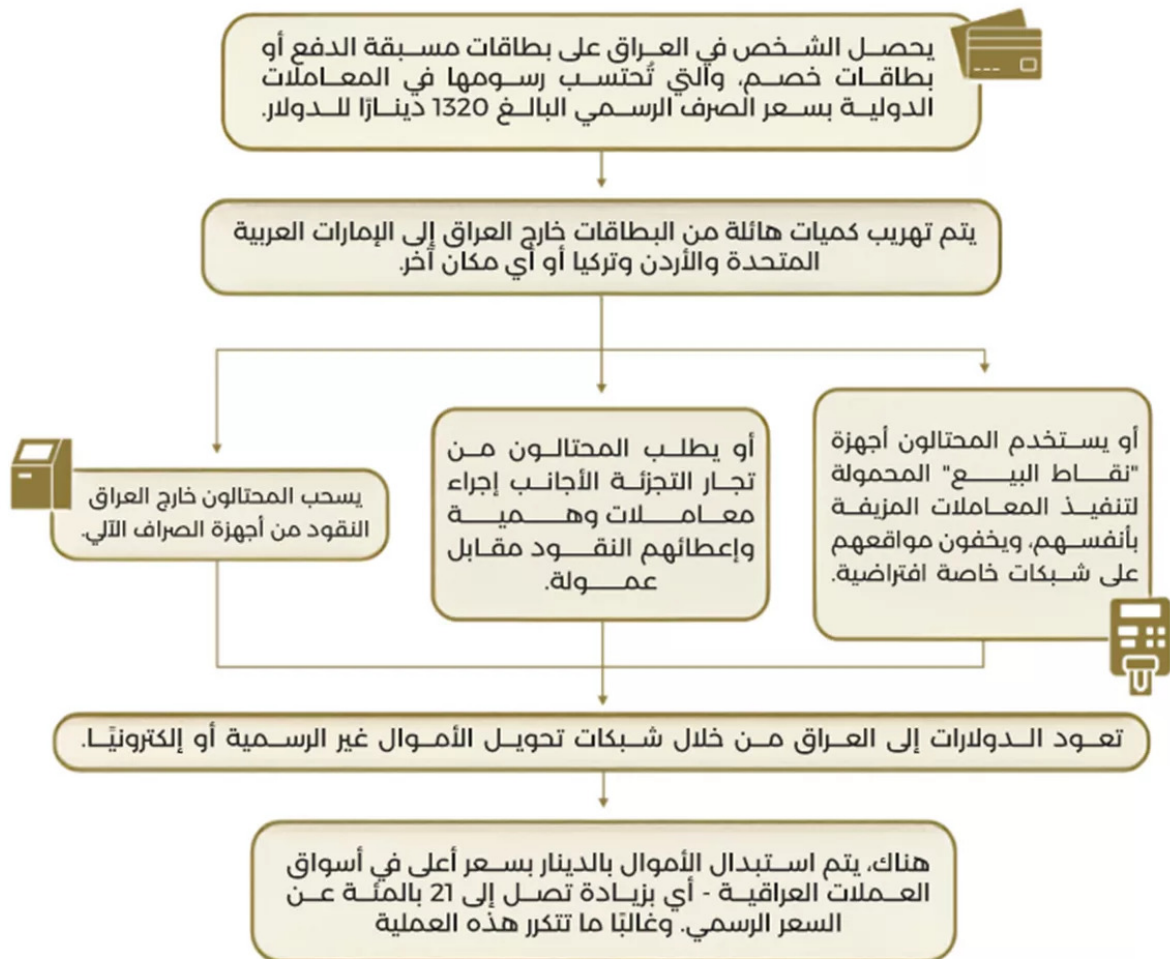 يحصل الشخص في العراق على بطاقات مسبقة الدفع أو
بطاقات خصم، والتي تُحتسب رسومها في المعاملات
الدولية بسعر الصرف الرسمي البالغ 1320 دينارًا للدولار.
يتم تهريب كميات هائلة من البطاقات خارج العراق إلى الإمارات العربية
المتحدة والأردن وتركيا أو أي مكان آخر.
أو يستخدم المحتالون أجهزة
"نقاط البيع" المحمولة
لتنفيذ المعاملات المزيفة
بأنفسهم، ويخفون مواقعهم
على شبكات خاصة افتراضية.
أو يطلب المحتالون من
تجار التجزئة الأجانب إجراء
معاملات وهمية
وإعطائهم النقود مقابل
عمولة.
يسحب المحتالون خارج العراق
النقود من أجهزة الصراف الآلي.
تعود الدولارات إلى العراق من خلال شبكات تحويل الأموال غير الرسمية أو إلكترونيًا.
هناك، يتم استبدال الأموال بالدينار بسعر أعلى في أسواق
العملات العراقية - أي بزيادة تصل إلى 21 بالمئة عن
السعر الرسمي. وغالبًا ما تتكرر هذه العملية